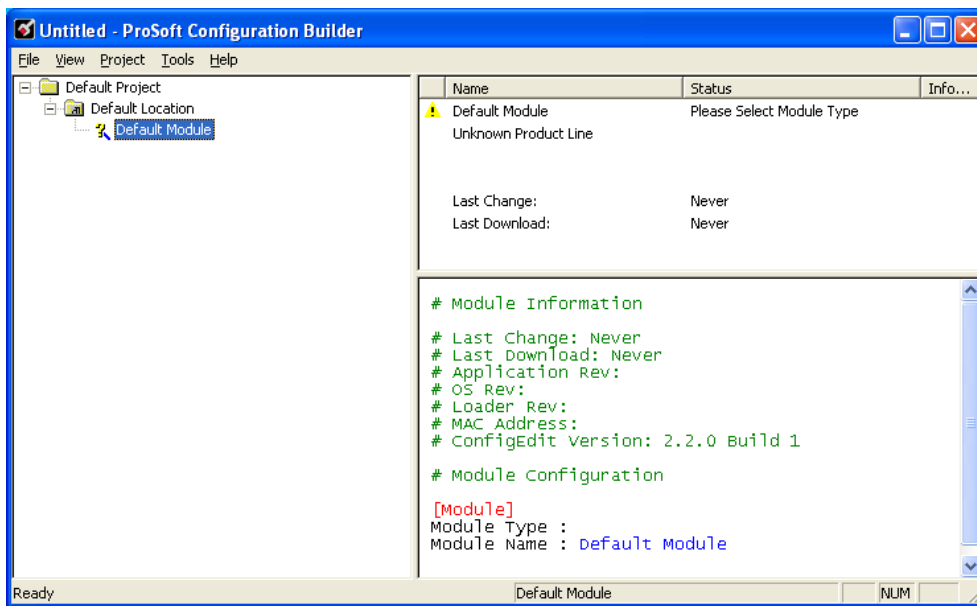 Untitled - ProSoft Configuration Builder
File View Project Tools Help
Default Project
Default Location
Default Module
Name Status Info...
Default Module Please Select Module Type
Unknown Product Line
Last Change: Never
Last Download: Never
# Module Information
# Last Change: Never
# Last Download: Never
# Application Rev:
# OS Rev:
# Loader Rev:
# MAC Address:
# ConfigEdit Version: 2.2.0 Build 1
# Module Configuration
[Module]
Module Type :
Module Name : Default Module
Ready Default Module NUM